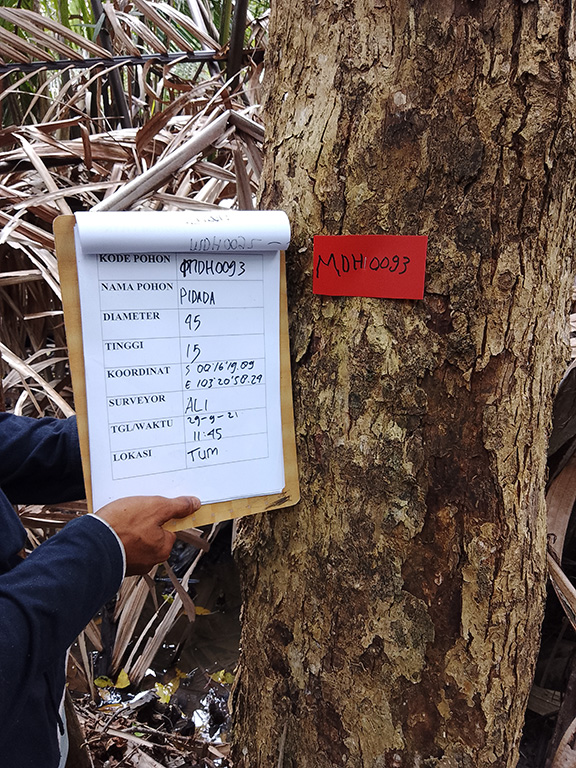 MDH0093
KODE POHON MDH0093
NAMA POHON PIDADA
DIAMETER 45
TINGGI 15
KOORDINAT S 00°16'19.09
E 103°20'58.29
SURVEYOR ALI
TGL/WAKTU 29-9-21
11:45
LOKASI TUM